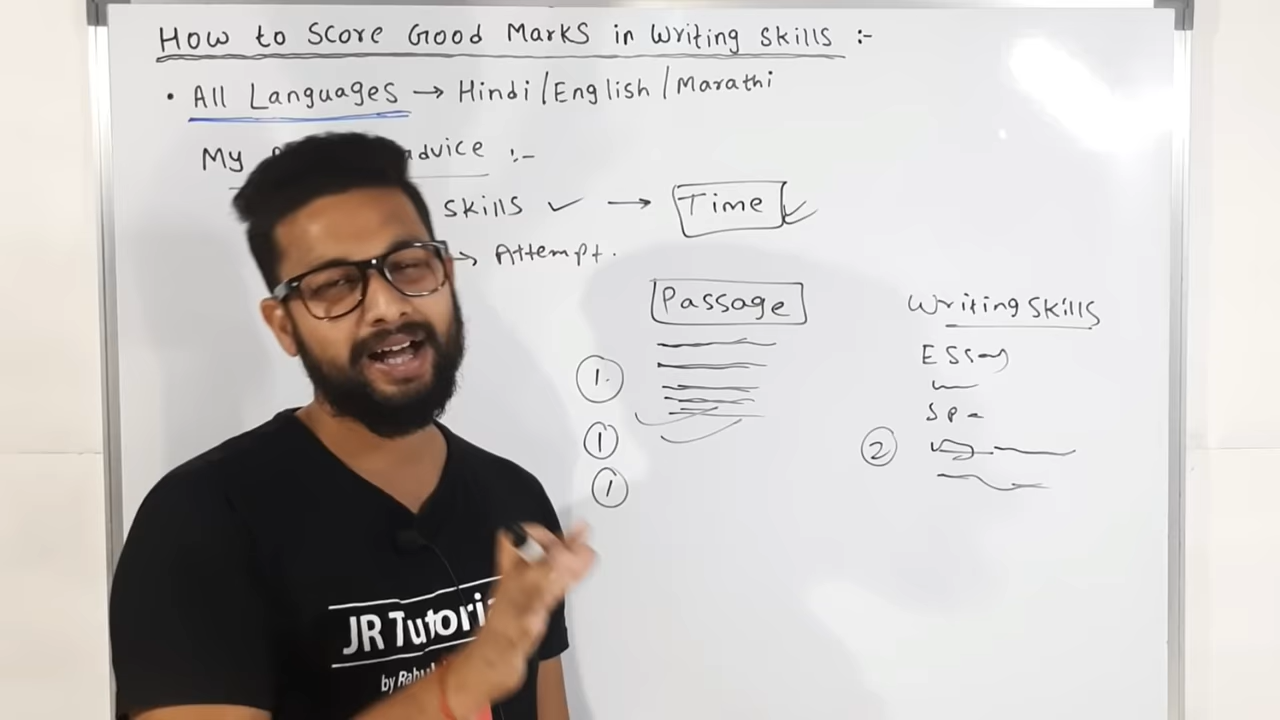 How to Score Good Marks in Writing Skills :-
• All Languages → Hindi/English/Marathi
My advice :-
Skills ✓ → Time ✓
→ Attempt.
Passage
Writing Skills
Essay
1.
1
2
1
JR Tutori
by